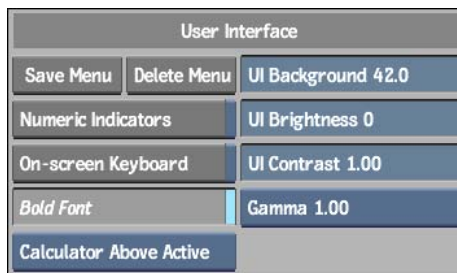 User Interface
Save Menu Delete Menu UI Background 42.0
Numeric Indicators UI Brightness 0
On-screen Keyboard UI Contrast 1.00
Bold Font Gamma 1.00
Calculator Above Active